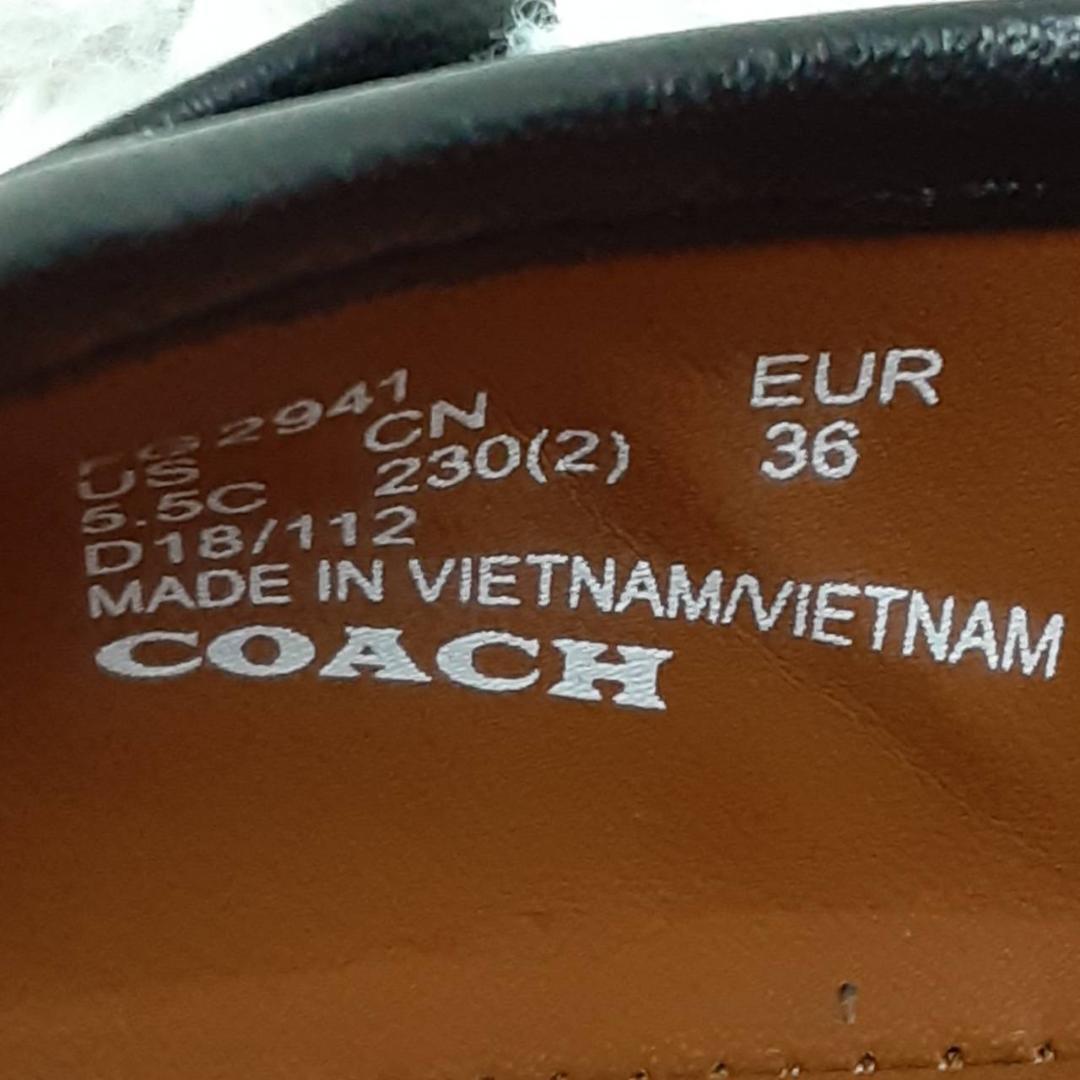 2941
US CN EUR
5.5C 230(2) 36
D18/112
MADE IN VIETNAM/VIETNAM
COACH